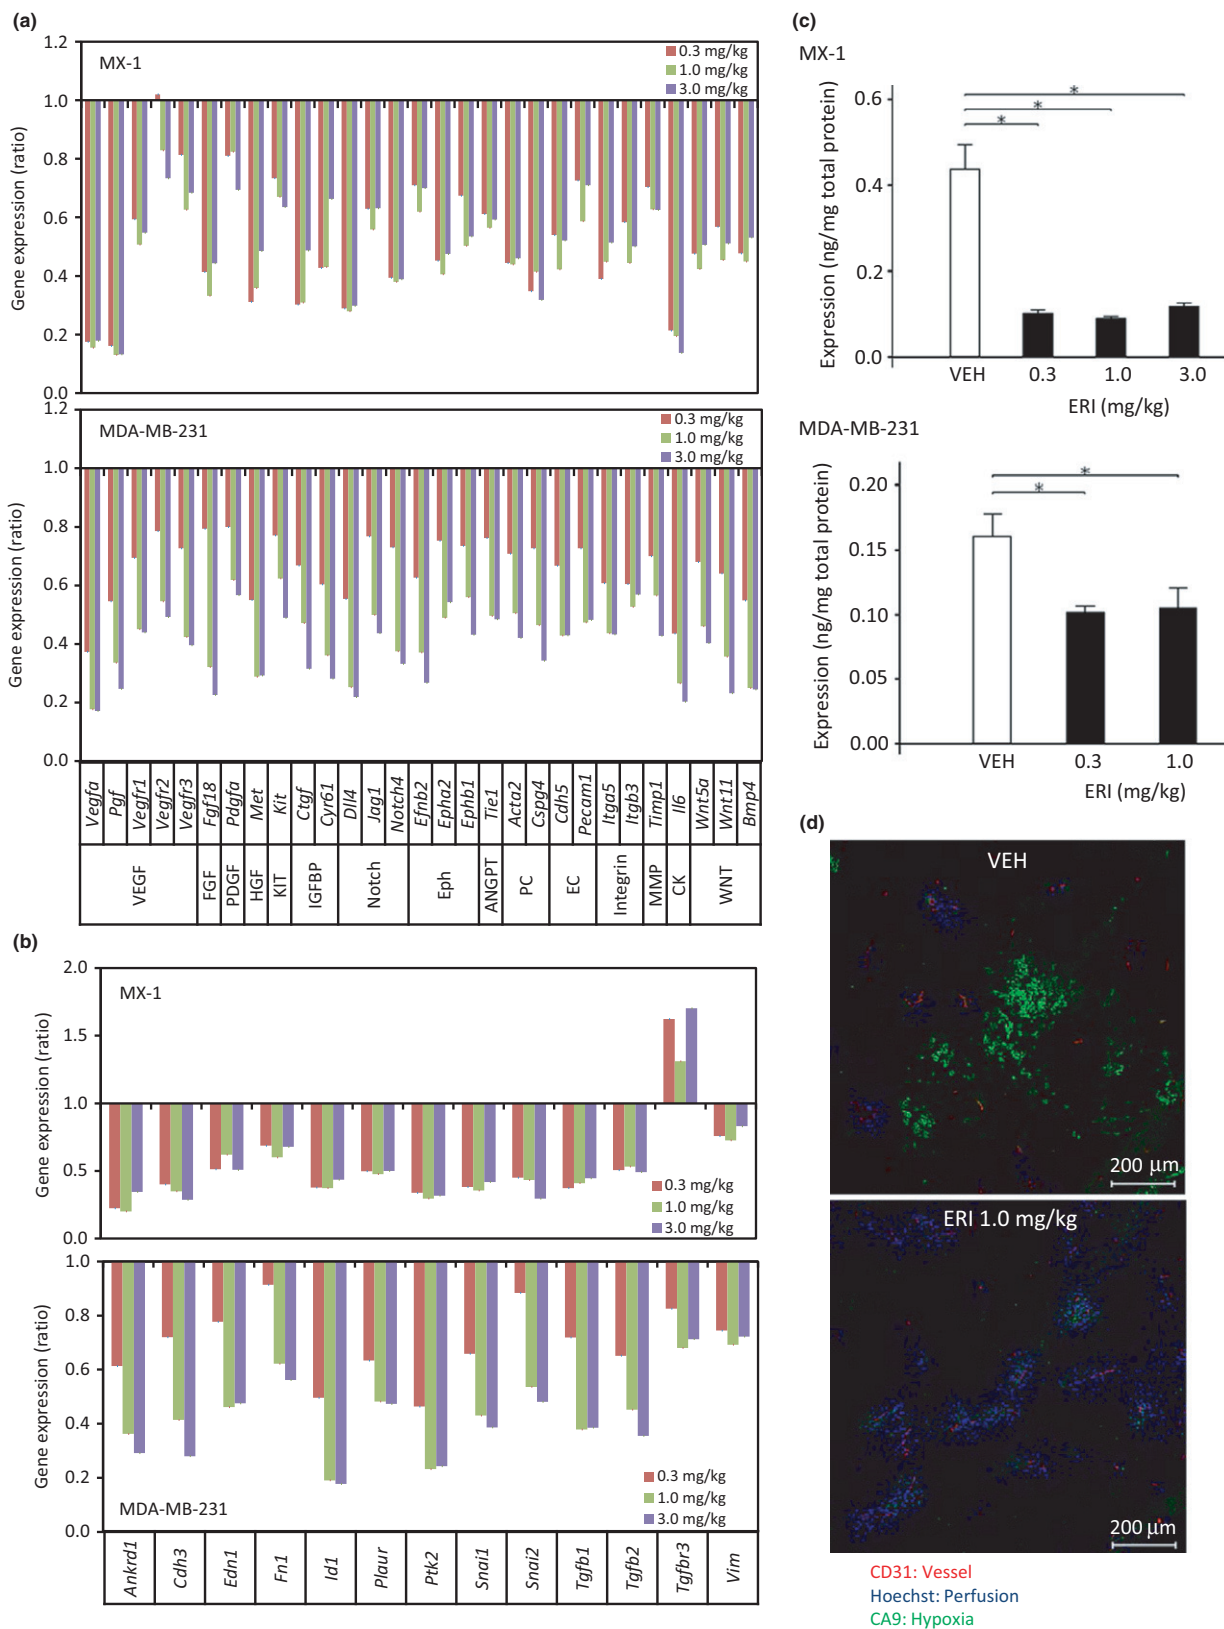 (a)
1.2
MX-1
0.3 mg/kg
1.0 mg/kg
3.0 mg/kg
1.0
0.8
0.6
0.4
0.2
0.0
Gene expression (ratio)
1.2
MDA-MB-231
0.3 mg/kg
1.0 mg/kg
3.0 mg/kg
1.0
0.8
0.6
0.4
0.2
0.0
Gene expression (ratio)
Vegfa Pgf Vegfr1 Vegfr2 Vegfr3 Fgf18 Pdgfa Met Kit Ctgf Cyr61 Dll4 Jag1 Notch4 Efnb2 Epha2 Ephb1 Tie1 Acta2 Cspg4 Cdh5 Pecam1 Itga5 Itgb3 Timp1 Il6 Wnt5a Wnt11 Bmp4
VEGF FGF PDGF HGF KIT IGFBP Notch Eph ANGPT PC EC Integrin MMP CK WNT
(b)
2.0
MX-1
1.5
1.0
0.5
0.0
Gene expression (ratio)
0.3 mg/kg
1.0 mg/kg
3.0 mg/kg
1.0
0.8
0.6
0.4
0.2
0.0
Gene expression (ratio)
0.3 mg/kg
1.0 mg/kg
3.0 mg/kg
MDA-MB-231
Ankrd1 Cdh3 Edn1 Fn1 Id1 Plaur Ptk2 Snai1 Snai2 Tgfb1 Tgfb2 Tgfbr3 Vim
(c)
MX-1
0.6
0.4
0.2
0.0
Expression (ng/mg total protein)
*
*
*
VEH 0.3 1.0 3.0
ERI (mg/kg)
MDA-MB-231
0.20
0.15
0.10
0.05
0.00
Expression (ng/mg total protein)
*
*
VEH 0.3 1.0
ERI (mg/kg)
(d)
VEH
200 µm
ERI 1.0 mg/kg
200 µm
CD31: Vessel
Hoechst: Perfusion
CA9: Hypoxia